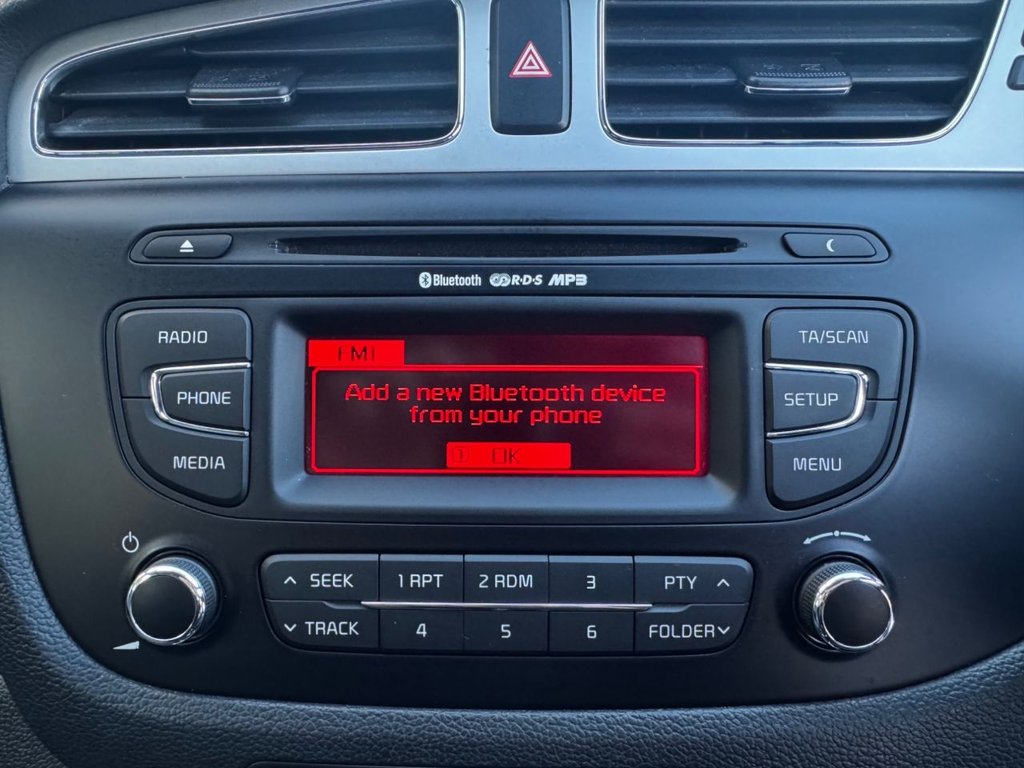 Bluetooth R·D·S MP3
RADIO
PHONE
MEDIA
FM1
Add a new Bluetooth device
from your phone
1 OK
TA/SCAN
SETUP
MENU
SEEK 1 RPT 2 RDM 3 PTY
TRACK 4 5 6 FOLDER